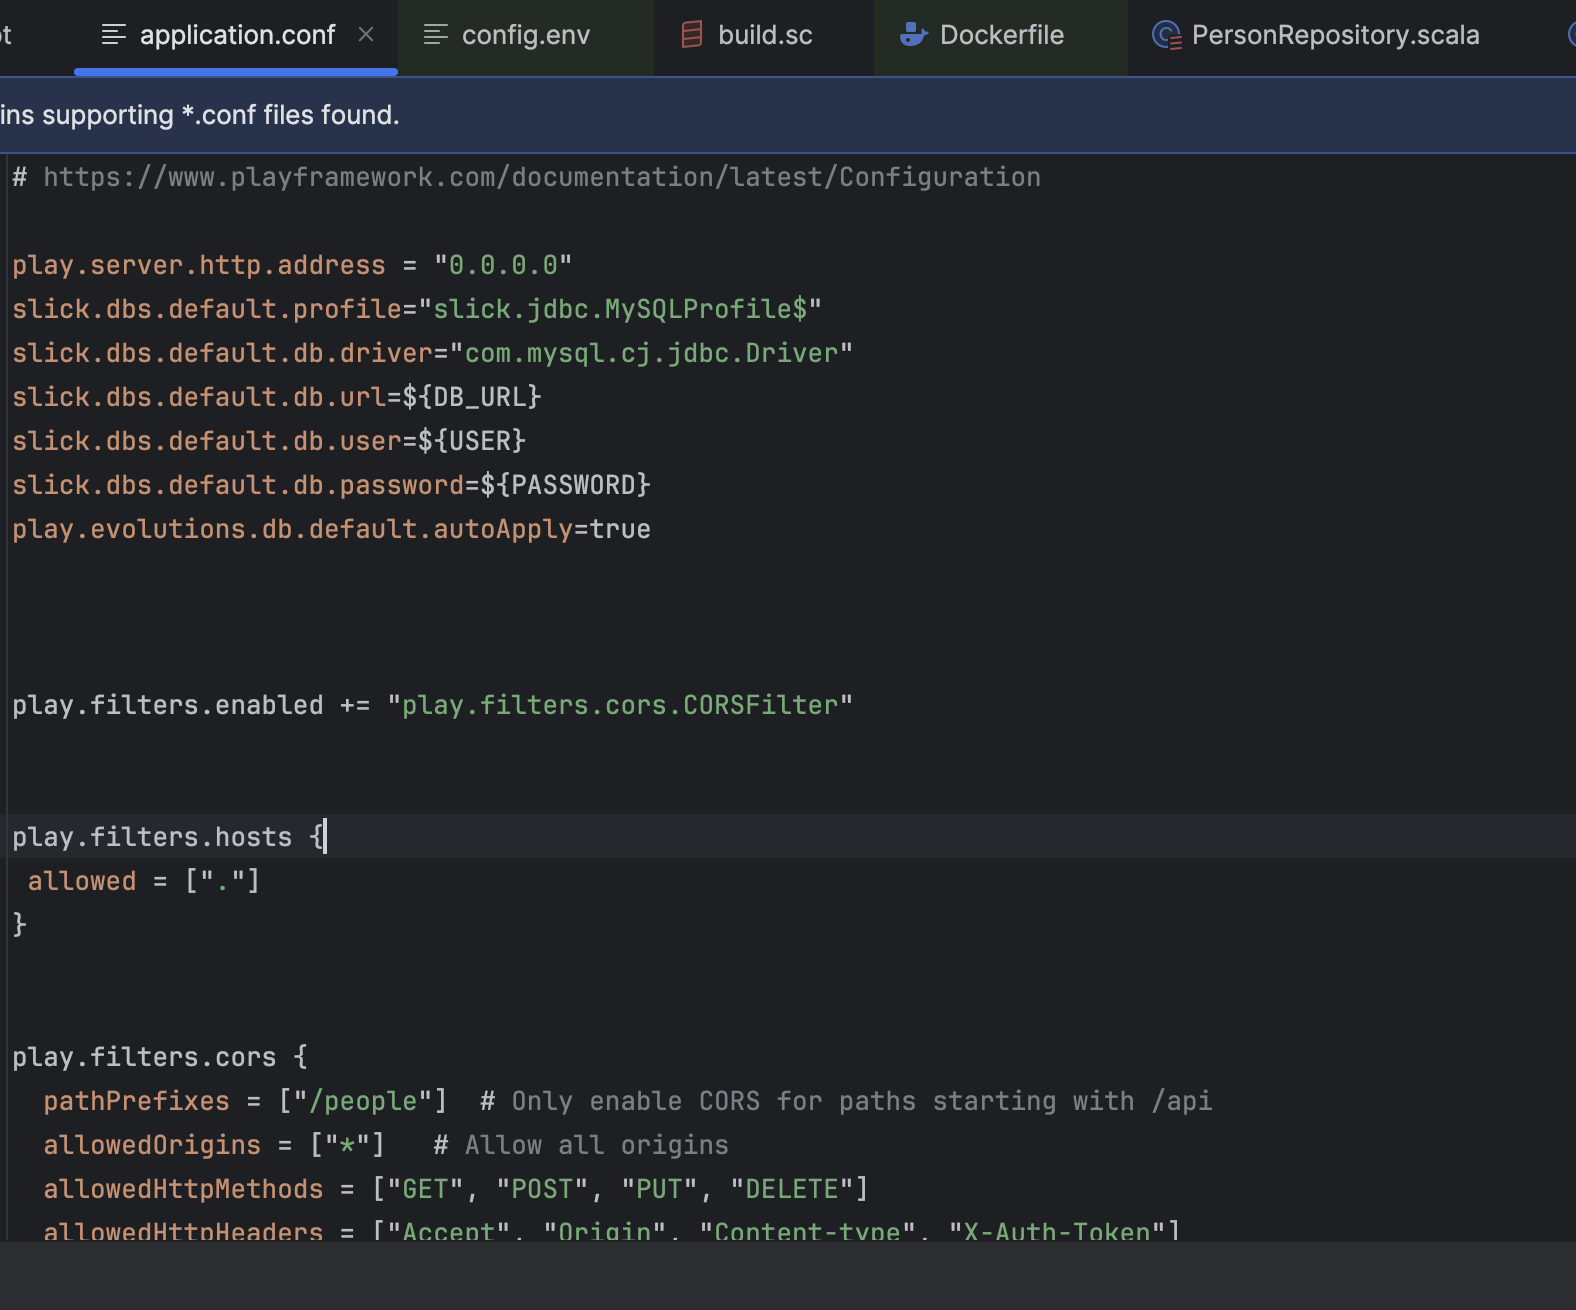 application.conf config.env build.sc Dockerfile PersonRepository.scala
ins supporting *.conf files found.
# https://www.playframework.com/documentation/latest/Configuration
play.server.http.address = "0.0.0.0"
slick.dbs.default.profile="slick.jdbc.MySQLProfile$"
slick.dbs.default.db.driver="com.mysql.cj.jdbc.Driver"
slick.dbs.default.db.url=${DB_URL}
slick.dbs.default.db.user=${USER}
slick.dbs.default.db.password=${PASSWORD}
play.evolutions.db.default.autoApply=true
play.filters.enabled += "play.filters.cors.CORSFilter"
play.filters.hosts {
 allowed = ["."]
}
play.filters.cors {
  pathPrefixes = ["/people"]  # Only enable CORS for paths starting with /api
  allowedOrigins = ["*"]   # Allow all origins
  allowedHttpMethods = ["GET", "POST", "PUT", "DELETE"]
  allowedHttpHeaders = ["Accept", "Origin", "Content-type", "X-Auth-Token"]